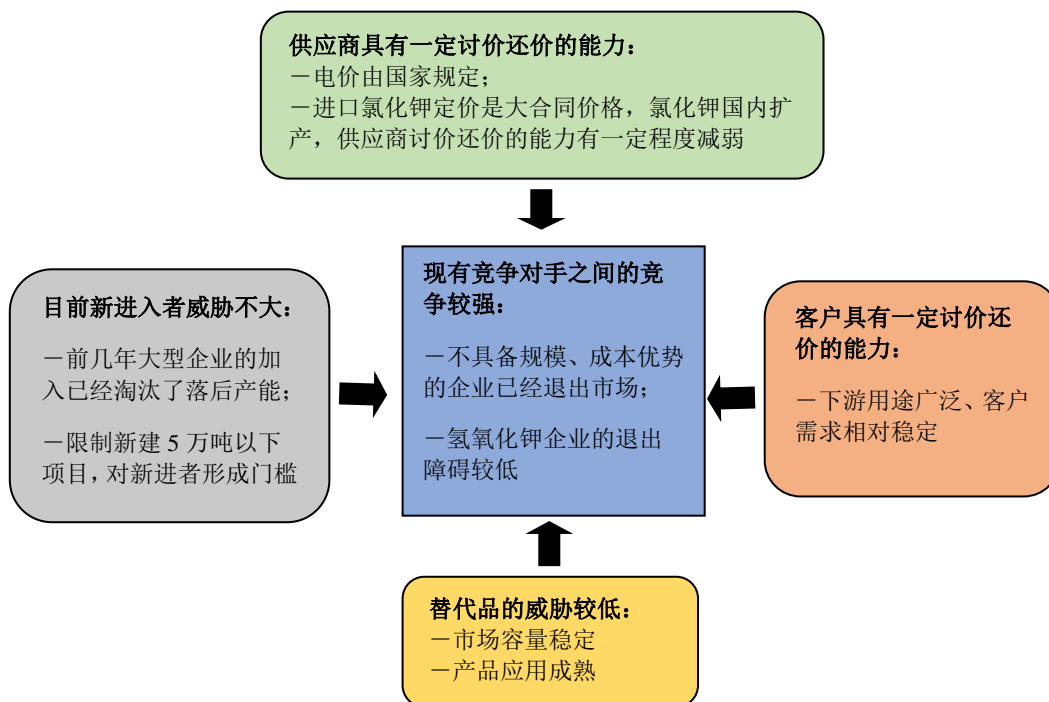 供应商具有一定讨价还价的能力：
－电价由国家规定；
－进口氯化钾定价是大合同价格，氯化钾国内扩
产，供应商讨价还价的能力有一定程度减弱
目前新进入者威胁不大：
－前几年大型企业的加
入已经淘汰了落后产能；
－限制新建 5 万吨以下
项目，对新进者形成门槛
现有竞争对手之间的竞
争较强：
－不具备规模、成本优势
的企业已经退出市场；
－氢氧化钾企业的退出
障碍较低
客户具有一定讨价还
价的能力：
－下游用途广泛、客户
需求相对稳定
替代品的威胁较低：
－市场容量稳定
－产品应用成熟